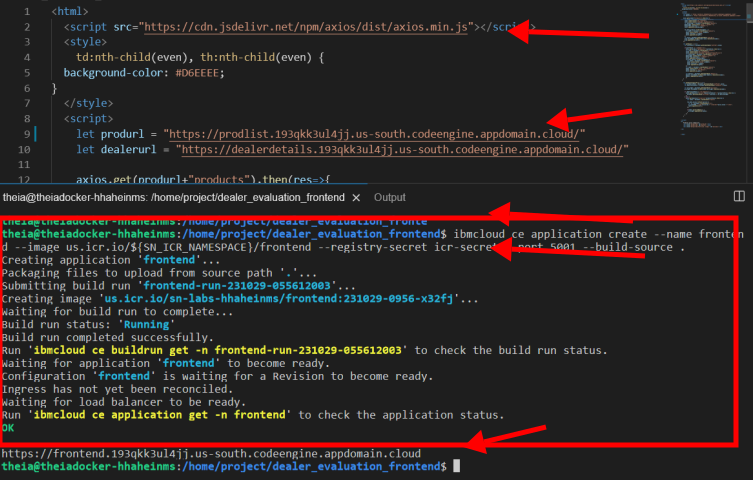 1 <html>
2 <script src="https://cdn.jsdelivr.net/npm/axios/dist/axios.min.js"></script>
3 <style>
4 td:nth-child(even), th:nth-child(even) {
5 background-color: #D6EEEE;
6 }
7 </style>
8 <script>
9 let produrl = "https://prodlist.193qkk3ul4jj.us-south.codeengine.appdomain.cloud/"
10 let dealerurl = "https://dealerdetails.193qkk3ul4jj.us-south.codeengine.appdomain.cloud/"
11
12 axios.get(produrl+"products").then(res=>{
theia@theiadocker-hhaheinms: /home/project/dealer_evaluation_frontend × Output
theia@theiadocker-hhaheinms:/home/project/dealer_evaluation_fronte
theia@theiadocker-hhaheinms:/home/project/dealer_evaluation_frontend$ ibmcloud ce application create --name fronten
d --image us.icr.io/${SN_ICR_NAMESPACE}/frontend --registry-secret icr-secret port 5001 --build-source .
Creating application 'frontend'...
Packaging files to upload from source path '.'...
Submitting build run 'frontend-run-231029-055612003'...
Creating image 'us.icr.io/sn-labs-hhaheinms/frontend:231029-0956-x32fj'...
Waiting for build run to complete...
Build run status: 'Running'
Build run completed successfully.
Run 'ibmcloud ce buildrun get -n frontend-run-231029-055612003' to check the build run status.
Waiting for application 'frontend' to become ready.
Configuration 'frontend' is waiting for a Revision to become ready.
Ingress has not yet been reconciled.
Waiting for load balancer to be ready.
Run 'ibmcloud ce application get -n frontend' to check the application status.
OK
https://frontend.193qkk3ul4jj.us-south.codeengine.appdomain.cloud
theia@theiadocker-hhaheinms:/home/project/dealer_evaluation_frontend$